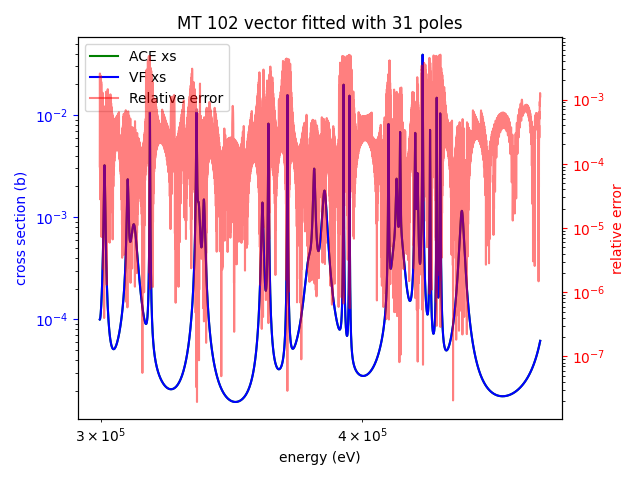 MT 102 vector fitted with 31 poles
ACE xs
VF xs
Relative error
cross section (b)
10⁻²
10⁻³
10⁻⁴
10⁻³
10⁻⁴
10⁻⁵
10⁻⁶
10⁻⁷
relative error
3 × 10⁵
4 × 10⁵
energy (eV)